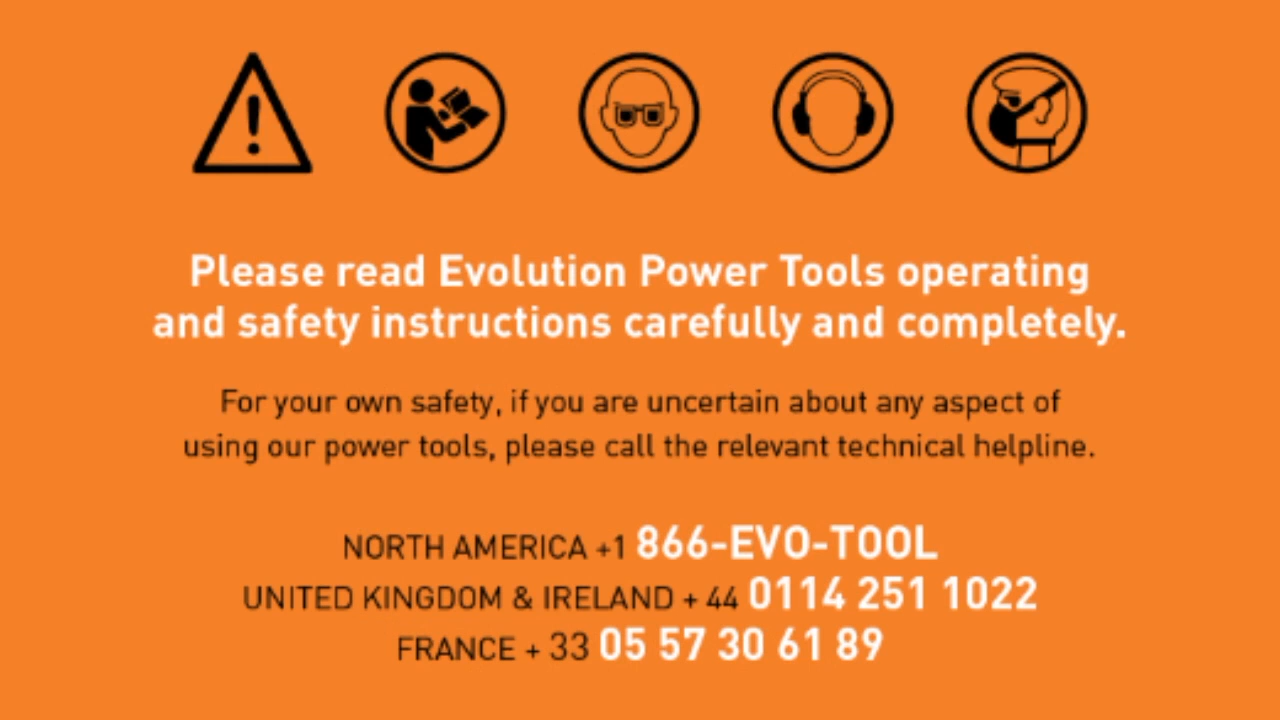 Please read Evolution Power Tools operating
and safety instructions carefully and completely.
For your own safety, if you are uncertain about any aspect of
using our power tools, please call the relevant technical helpline.
NORTH AMERICA +1 866-EVO-TOOL
UNITED KINGDOM & IRELAND + 44 0114 251 1022
FRANCE + 33 05 57 30 61 89